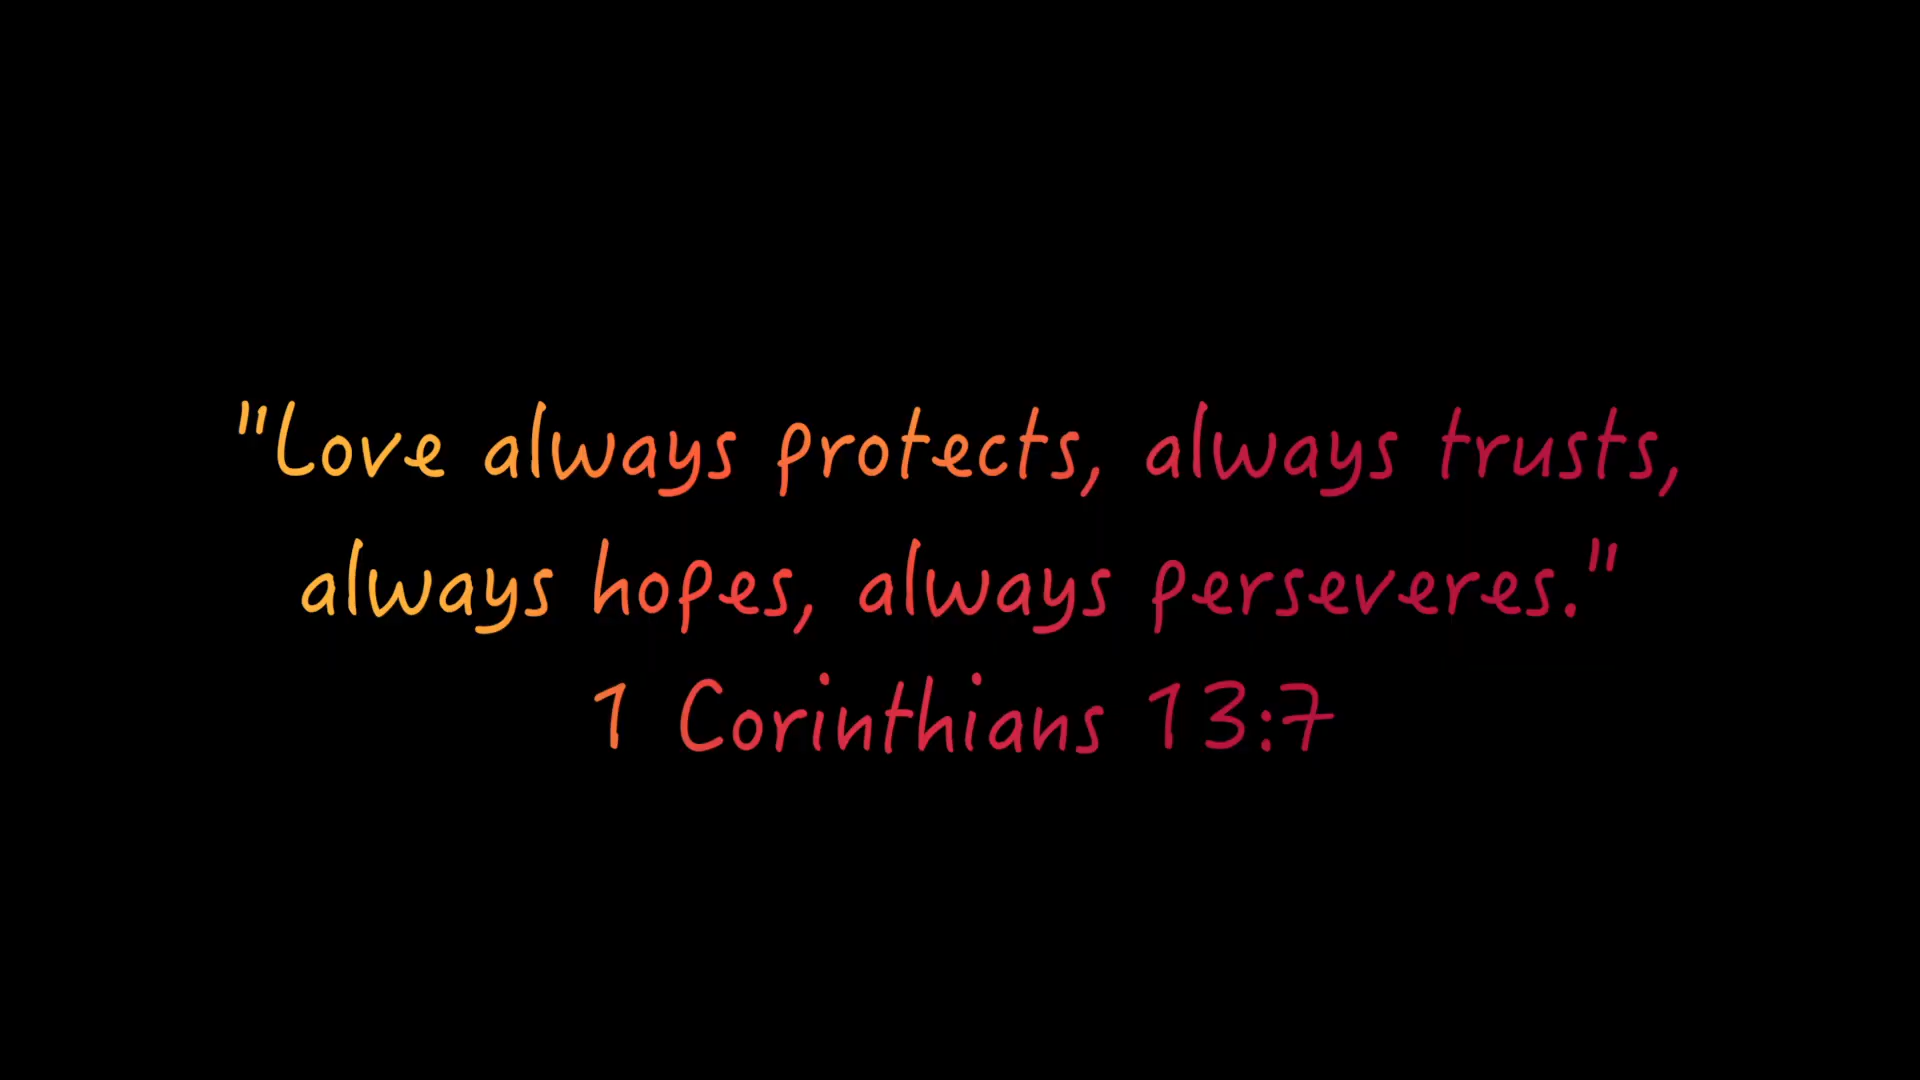 "Love always protects, always trusts,
always hopes, always perseveres."
1 Corinthians 13:7